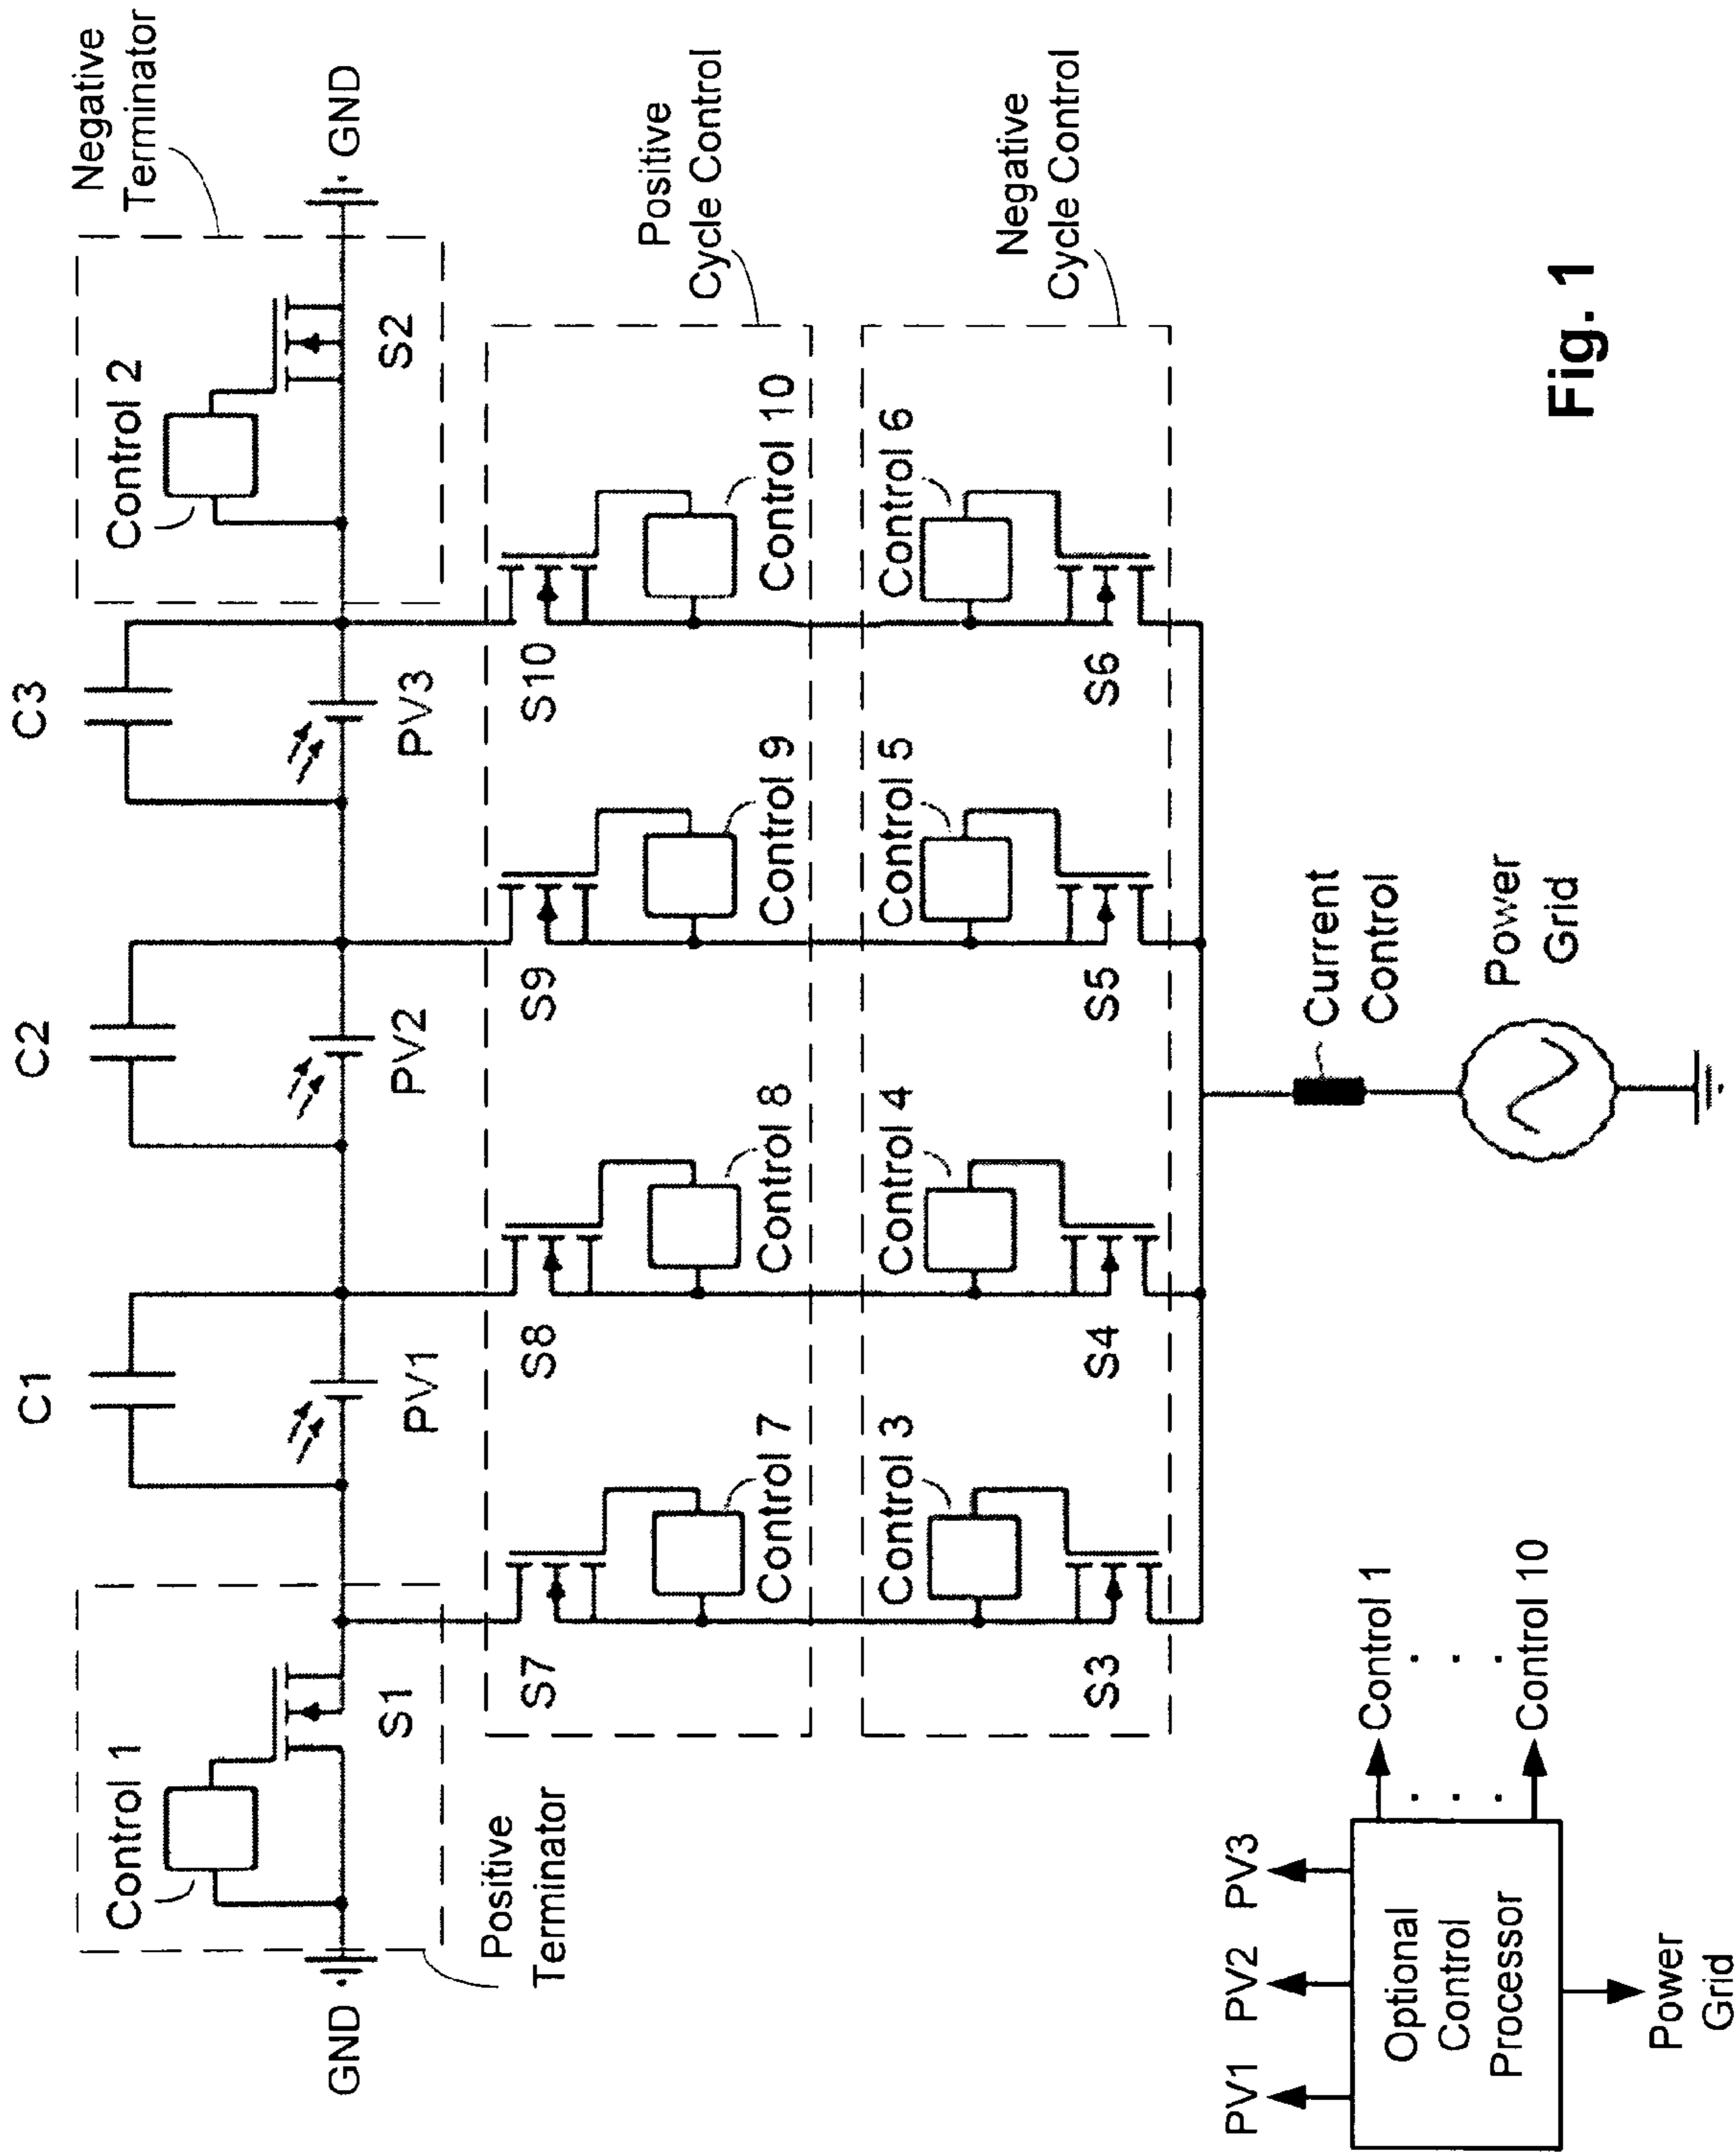 C1
C2
C3
Negative
Terminator
Control 1
Control 2
GND
GND
S1
PV1
PV2
PV3
S2
Positive
Terminator
Positive
Cycle Control
S7
S8
S9
S10
Control 7
Control 8
Control 9
Control 10
Negative
Cycle Control
Control 3
Control 4
Control 5
Control 6
S3
S4
S5
S6
Current
Control
Power
Grid
PV1
PV2
PV3
Optional
Control
Processor
Control 1
Control 10
Power
Grid
Fig. 1